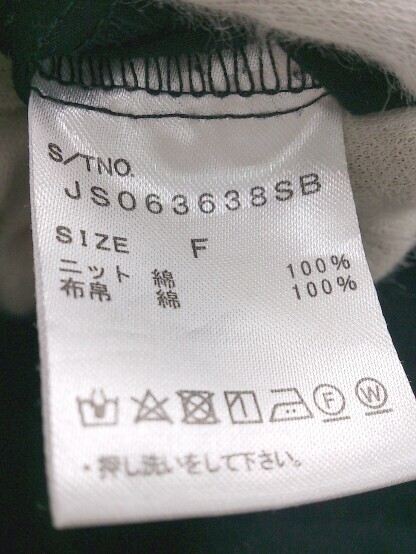 S/TNO.
JS063638SB
SIZE F
ニット 綿 100%
布帛 綿 100%
F W
・押し洗いをして下さい。